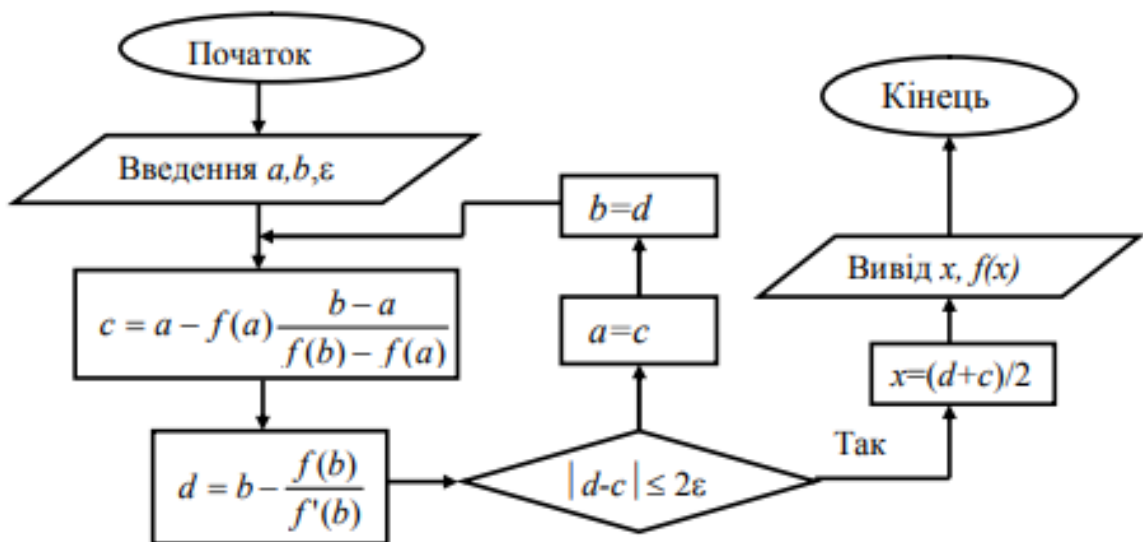 Початок
Введення a,b,ε
c = a − f(a) (b − a) / (f(b) − f(a))
d = b − f(b) / f'(b)
|d-c| ≤ 2ε
a=c
b=d
Так
x=(d+c)/2
Вивід x, f(x)
Кінець